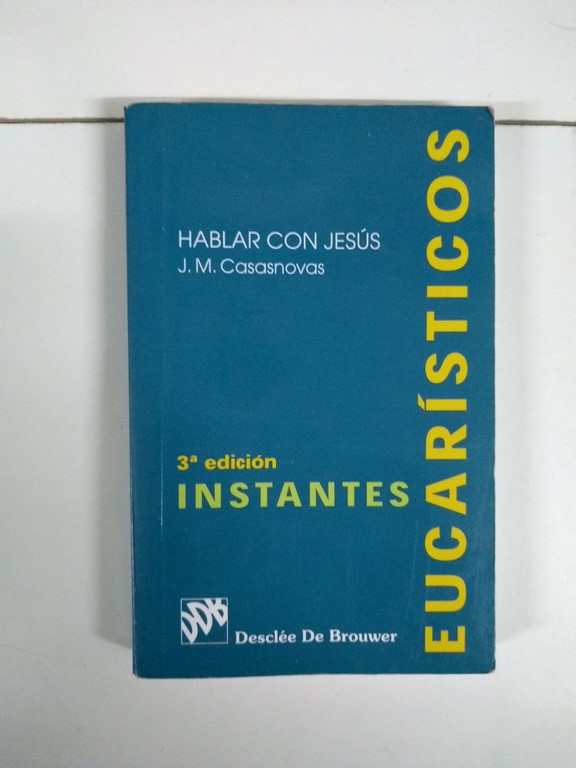 HABLAR CON JESÚS
J. M. Casasnovas
3ª edición
INSTANTES
EUCARÍSTICOS
DDB
Desclée De Brouwer